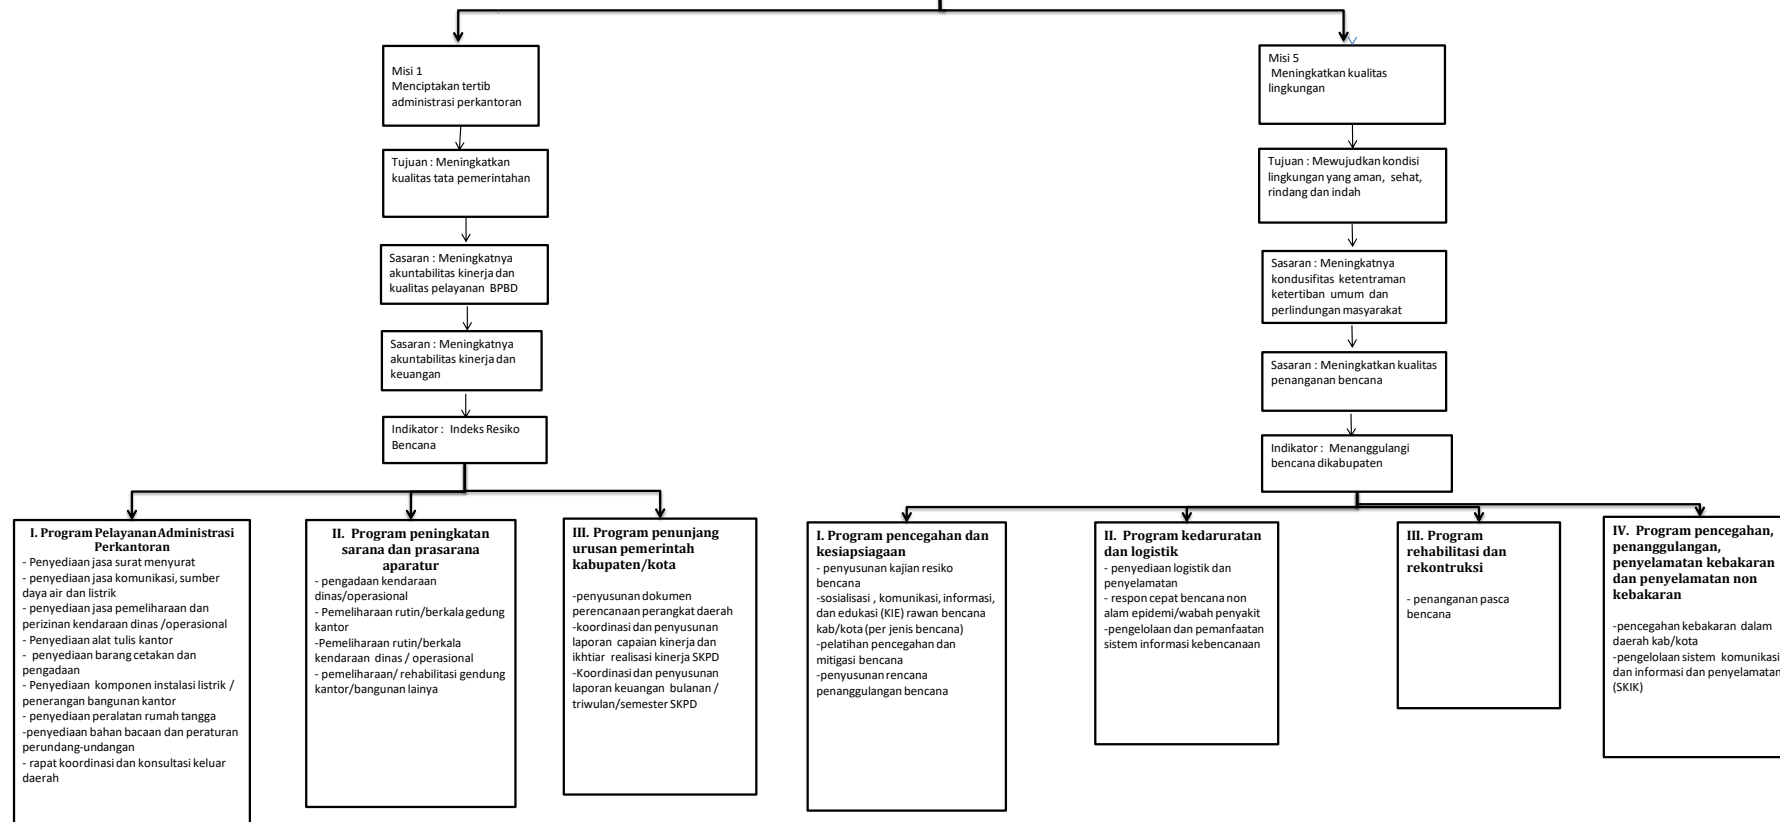 Misi 1
Menciptakan tertib
administrasi perkantoran
Tujuan : Meningkatkan
kualitas tata pemerintahan
Sasaran : Meningkatnya
akuntabilitas kinerja dan
kualitas pelayanan BPBD
Sasaran : Meningkatnya
akuntabilitas kinerja dan
keuangan
Indikator : Indeks Resiko
Bencana
Misi 5
Meningkatkan kualitas
lingkungan
Tujuan : Mewujudkan kondisi
lingkungan yang aman, sehat,
rindang dan indah
Sasaran : Meningkatnya
kondusifitas ketentraman
ketertiban umum dan
perlindungan masyarakat
Sasaran : Meningkatkan kualitas
penanganan bencana
Indikator : Menanggulangi
bencana dikabupaten
I. Program Pelayanan Administrasi
Perkantoran
- Penyediaan jasa surat menyurat
- penyediaan jasa komunikasi, sumber
daya air dan listrik
- penyediaan jasa pemeliharaan dan
perizinan kendaraan dinas /operasional
- Penyediaan alat tulis kantor
- penyediaan barang cetakan dan
pengadaan
- Penyediaan komponen instalasi listrik /
penerangan bangunan kantor
- penyediaan peralatan rumah tangga
-penyediaan bahan bacaan dan peraturan
perundang-undangan
- rapat koordinasi dan konsultasi keluar
daerah
II. Program peningkatan
sarana dan prasarana
aparatur
- pengadaan kendaraan
dinas/operasional
- Pemeliharaan rutin/berkala gedung
kantor
-Pemeliharaan rutin/berkala
kendaraan dinas / operasional
- pemeliharaan/ rehabilitasi gendung
kantor/bangunan lainya
III. Program penunjang
urusan pemerintah
kabupaten/kota
-penyusunan dokumen
perencanaan perangkat daerah
-koordinasi dan penyusunan
laporan capaian kinerja dan
ikhtiar realisasi kinerja SKPD
-Koordinasi dan penyusunan
laporan keuangan bulanan /
triwulan/semester SKPD
I. Program pencegahan dan
kesiapsiagaan
- penyusunan kajian resiko
bencana
-sosialisasi , komunikasi, informasi,
dan edukasi (KIE) rawan bencana
kab/kota (per jenis bencana)
-pelatihan pencegahan dan
mitigasi bencana
-penyusunan rencana
penanggulangan bencana
II. Program kedaruratan
dan logistik
- penyediaan logistik dan
penyelamatan
- respon cepat bencana non
alam epidemi/wabah penyakit
-pengelolaan dan pemanfaatan
sistem informasi kebencanaan
III. Program
rehabilitasi dan
rekontruksi
- penanganan pasca
bencana
IV. Program pencegahan,
penanggulangan,
penyelamatan kebakaran
dan penyelamatan non
kebakaran
-pencegahan kebakaran dalam
daerah kab/kota
-pengelolaan sistem komunikasi
dan informasi dan penyelamatan
(SKIK)